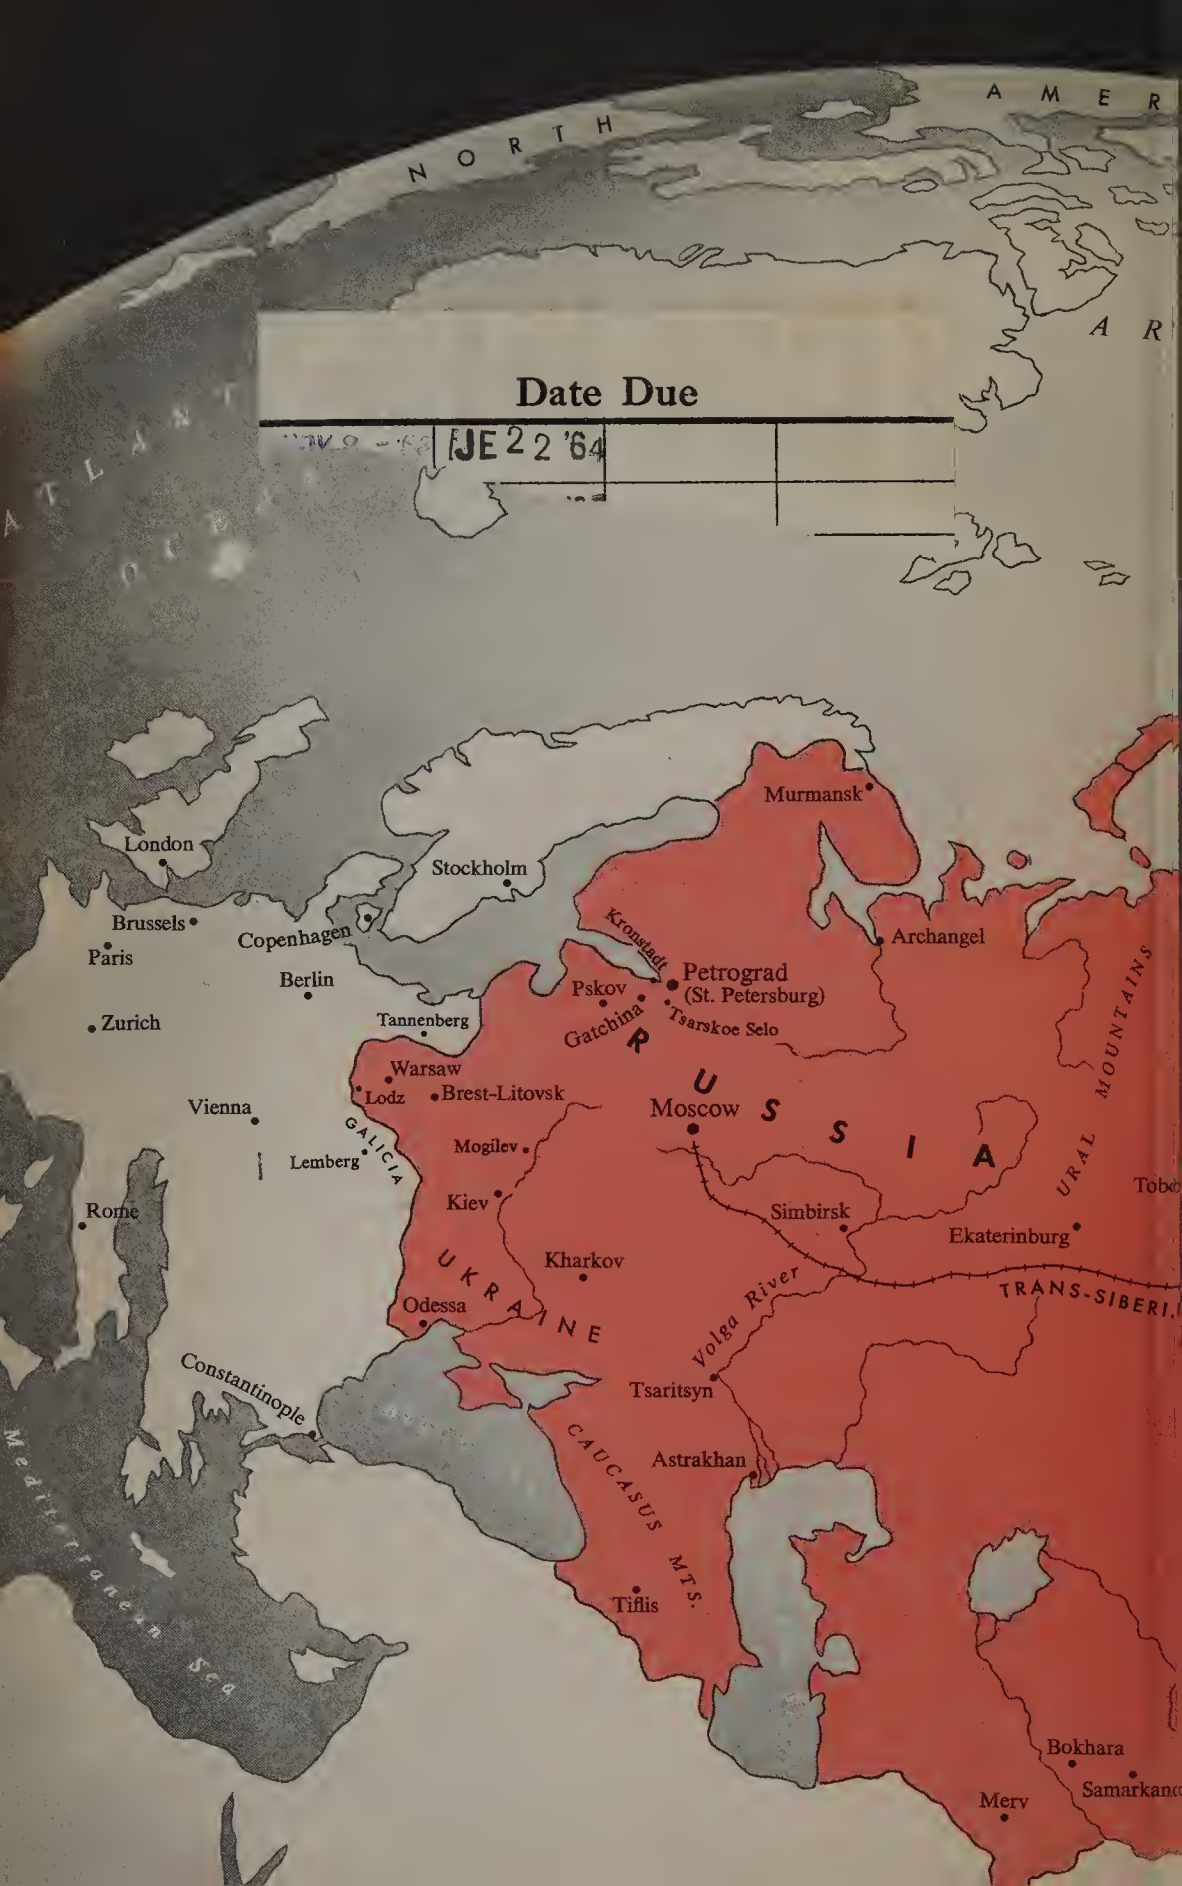 NORTH
AMER
AR
ATLANT
OCEA
Date Due
JE 22 '64
London
Stockholm
Murmansk
Brussels
Copenhagen
Paris
Archangel
Kronstadt
Berlin
Petrograd
(St. Petersburg)
Pskov
Gatchina
Tsarskoe Selo
Zurich
Tannenberg
RUSSIA
URAL MOUNTAINS
Warsaw
Lodz
Brest-Litovsk
Vienna
Moscow
GALICIA
Lemberg
Mogilev
Tobo
Kiev
Rome
Simbirsk
Ekaterinburg
UKRAINE
Kharkov
Volga River
TRANS-SIBERI
Odessa
Constantinople
Tsaritsyn
CAUCASUS MTS.
Astrakhan
Mediterranean Sea
Tiflis
Bokhara
Samarkand
Merv